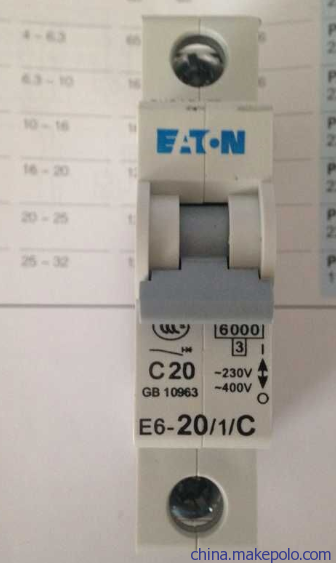 4 - 6,3
6,3 - 10
10 - 16
16 - 20
20 - 25
25 - 32
EATON
6000
3
C 20
GB 10963
~230V
~400V
E6-20/1/C
china.makepolo.com